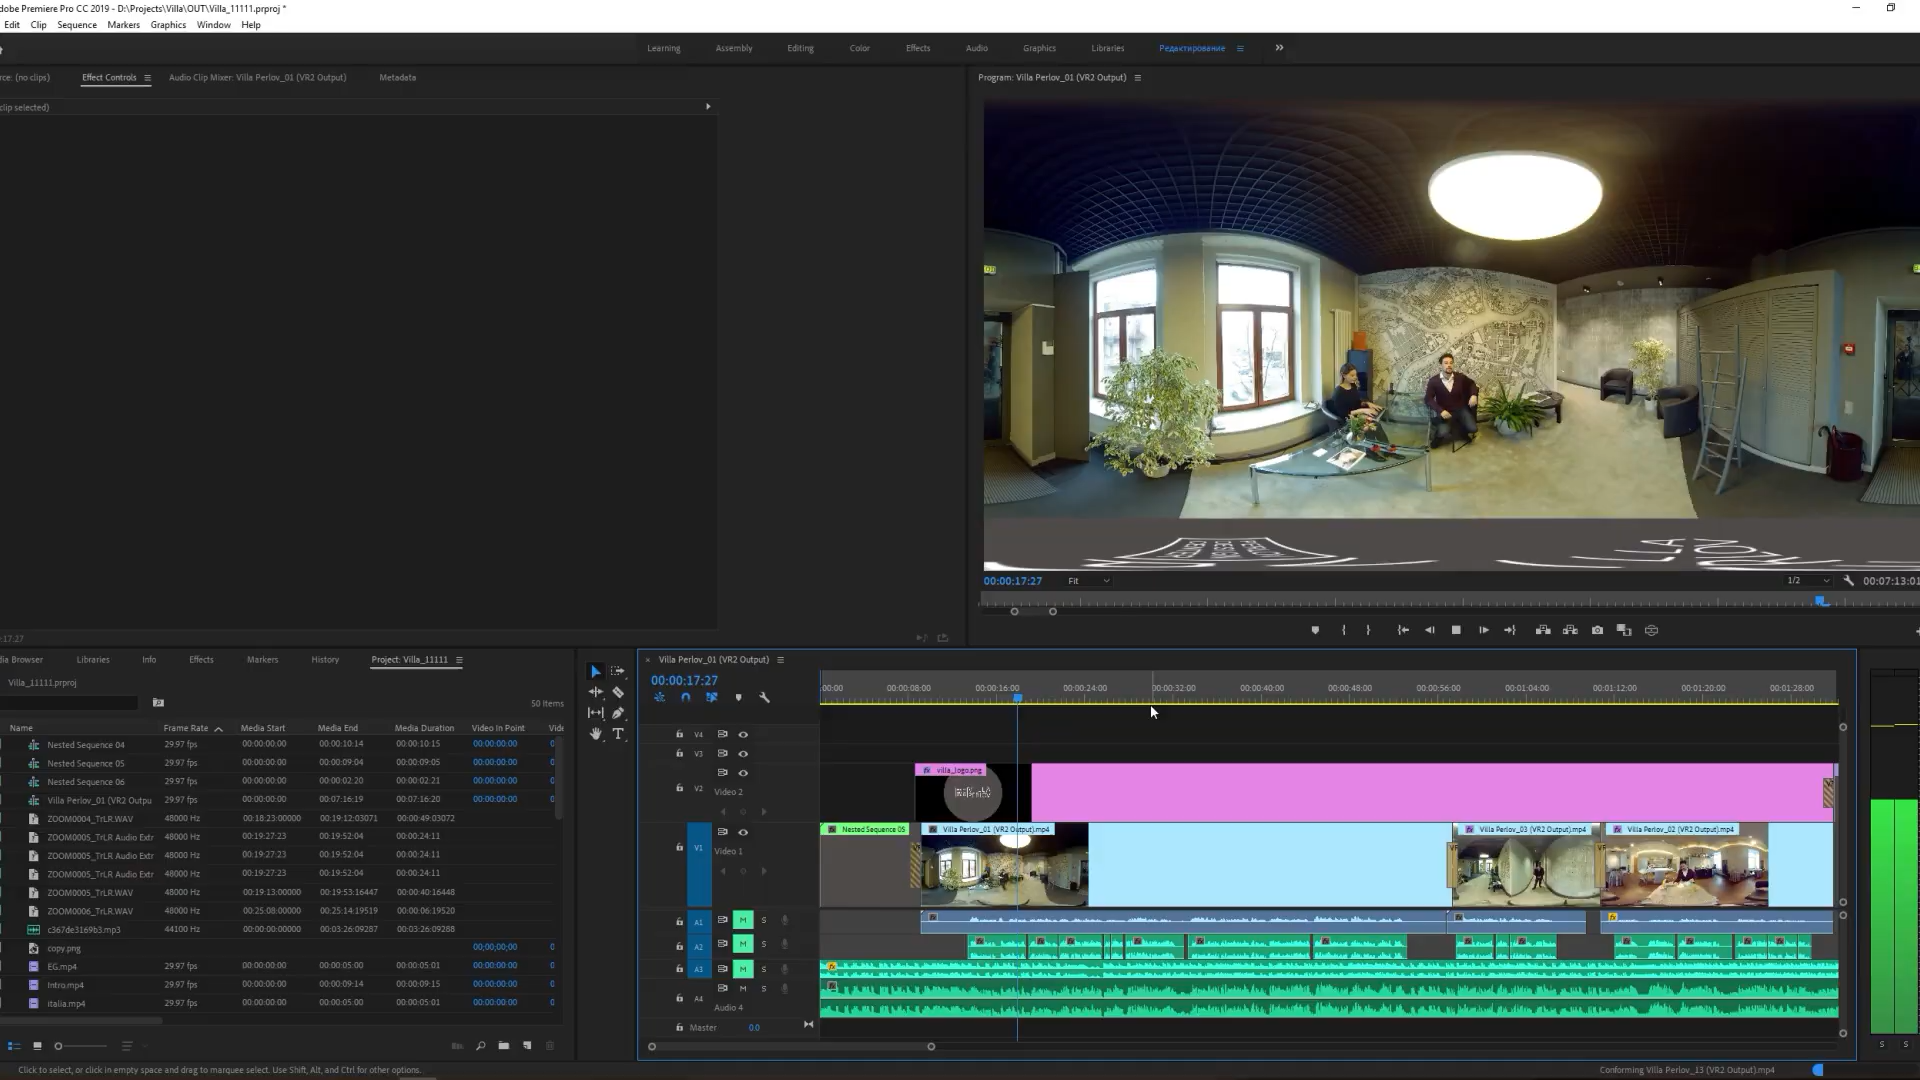 dobe Premiere Pro CC 2019 - D:\Projects\Villa\OUT\Villa_11111.prproj *
Edit Clip Sequence Markers Graphics Window Help
Learning Assembly Editing Color Effects Audio Graphics Libraries Редактирование
rce: (no clips) Effect Controls Audio Clip Mixer: Villa Perlov_01 (VR2 Output) Metadata
Program: Villa Perlov_01 (VR2 Output)
clip selected)
00:00:17:27 Fit 1/2 00:07:13:01
:17:27
dia Browser Libraries Info Effects Markers History Project: Villa_11111
Villa_11111.prproj
50 Items
Name Frame Rate Media Start Media End Media Duration Video In Point Vide
Nested Sequence 04 29.97 fps 00:00:00:00 00:00:10:14 00:00:10:15 00:00:00:00 0
Nested Sequence 05 29.97 fps 00:00:00:00 00:00:09:04 00:00:09:05 00:00:00:00 0
Nested Sequence 06 29.97 fps 00:00:00:00 00:00:02:20 00:00:02:21 00:00:00:00 0
Villa Perlov_01 (VR2 Outpu 29.97 fps 00:00:00:00 00:07:16:19 00:07:16:20 00:00:00:00 0
ZOOM0004_TrLR.WAV 48000 Hz 00:18:23:00000 00:19:12:03071 00:00:49:03072
ZOOM0005_TrLR Audio Extr 48000 Hz 00:19:27:23 00:19:52:04 00:00:24:11
ZOOM0005_TrLR Audio Extr 48000 Hz 00:19:27:23 00:19:52:04 00:00:24:11
ZOOM0005_TrLR Audio Extr 48000 Hz 00:19:27:23 00:19:52:04 00:00:24:11
ZOOM0005_TrLR.WAV 48000 Hz 00:19:13:00000 00:19:53:16447 00:00:40:16448
ZOOM0006_TrLR.WAV 48000 Hz 00:25:08:00000 00:25:14:19519 00:00:06:19520
c367de3169b3.mp3 44100 Hz 00:00:00:00000 00:03:26:09287 00:03:26:09288
copy.png 00;00;00;00 0
EG.mp4 29.97 fps 00:00:00:00 00:00:05:00 00:00:05:01 00:00:00:00 0
Intro.mp4 29.97 fps 00:00:00:00 00:00:09:14 00:00:09:15 00:00:00:00 0
italia.mp4 29.97 fps 00:00:00:00 00:00:05:00 00:00:05:01 00:00:00:00 0
Villa Perlov_01 (VR2 Output)
00:00:17:27
:00:00 00:00:08:00 00:00:16:00 00:00:24:00 00:00:32:00 00:00:40:00 00:00:48:00 00:00:56:00 00:01:04:00 00:01:12:00 00:01:20:00 00:01:28:00
V4
V3
V2 Video 2
villa_logo.png
V1 Video 1
Nested Sequence 05 Villa Perlov_01 (VR2 Output).mp4 Villa Perlov_03 (VR2 Output).mp4 Villa Perlov_02 (VR2 Output).mp4
A1 M S
A2 M S
A3 M S
A4 M S
Audio 4
Master 0.0
S S
Click to select, or click in empty space and drag to marquee select. Use Shift, Alt, and Ctrl for other options.
Conforming Villa Perlov_13 (VR2 Output).mp4